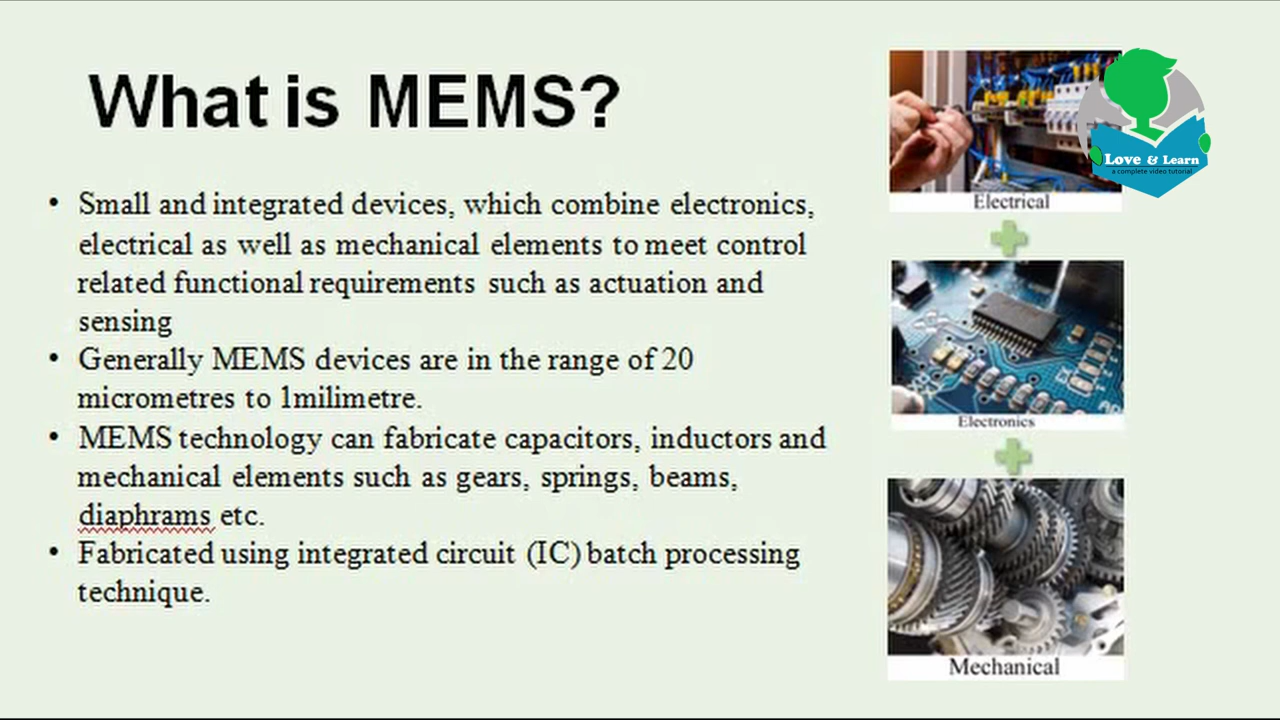 What is MEMS?
• Small and integrated devices, which combine electronics,
electrical as well as mechanical elements to meet control
related functional requirements such as actuation and
sensing
• Generally MEMS devices are in the range of 20
micrometres to 1milimetre.
• MEMS technology can fabricate capacitors, inductors and
mechanical elements such as gears, springs, beams,
diaphrams etc.
• Fabricated using integrated circuit (IC) batch processing
technique.
Love & Learn
a complete video tutorial
Electrical
Electronics
Mechanical